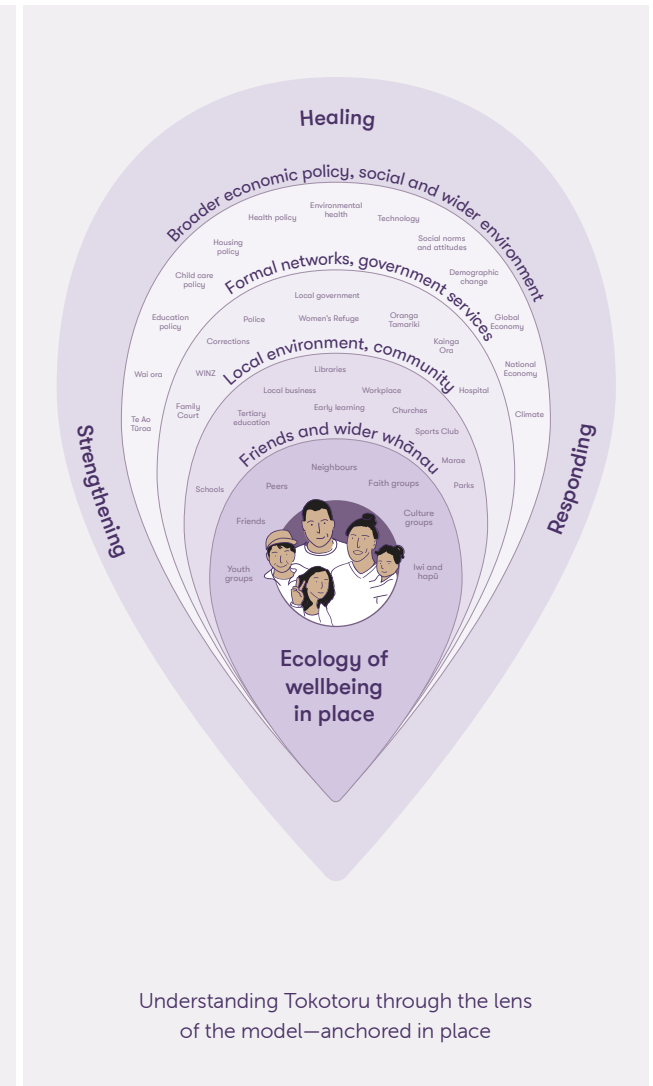 Healing
Broader economic policy, social and wider environment
Environmental
health
Health policy
Technology
Housing
policy
Social norms
and attitudes
Child care
policy
Demographic
change
Education
policy
Global
Economy
Wai ora
National
Economy
Te Ao
Tūroa
Climate
Formal networks, government services
Local government
Police
Women's Refuge
Oranga
Tamariki
Corrections
Kainga
Ora
WINZ
Hospital
Family
Court
Local environment, community
Libraries
Local business
Workplace
Early learning
Churches
Tertiary
education
Sports Club
Marae
Schools
Parks
Friends and wider whānau
Neighbours
Peers
Faith groups
Friends
Culture
groups
Youth
groups
Iwi and
hapū
Strengthening
Responding
Ecology of
wellbeing
in place
Understanding Tokotoru through the lens
of the model—anchored in place